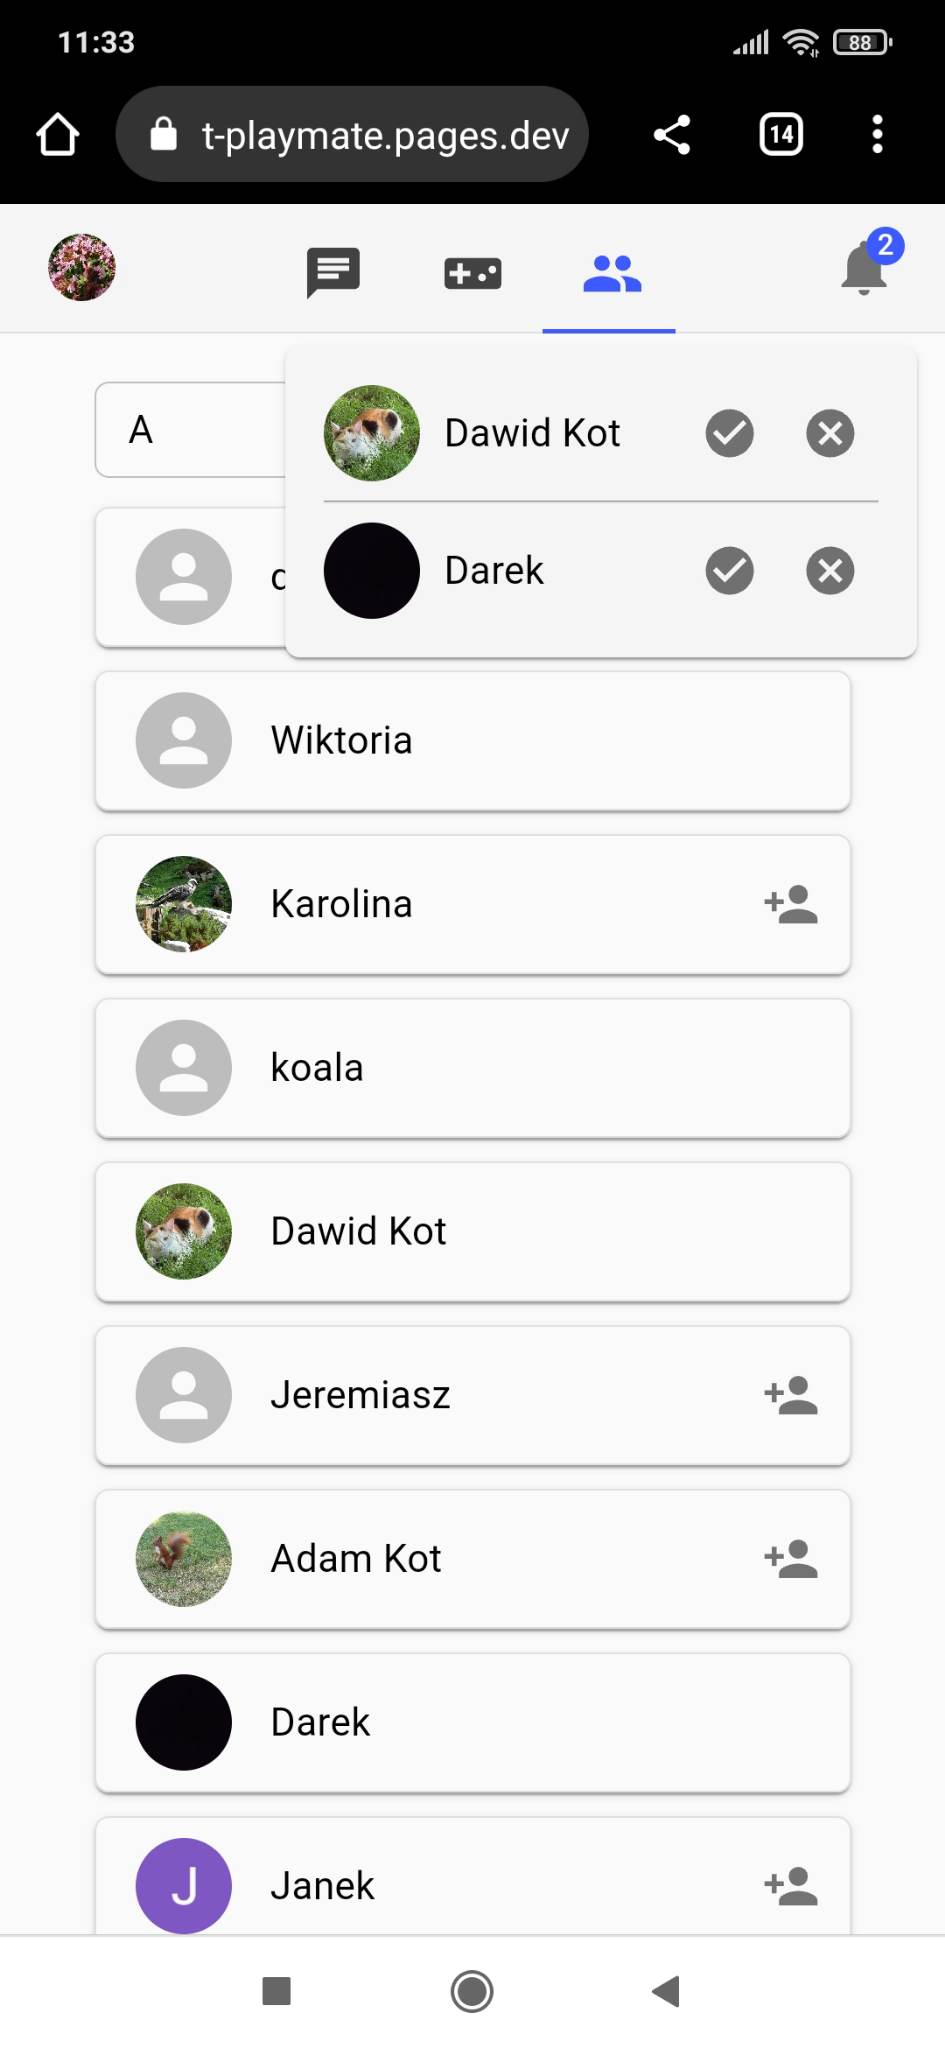 11:33
88
t-playmate.pages.dev
14
2
A
Dawid Kot
Darek
Wiktoria
Karolina
koala
Dawid Kot
Jeremiasz
Adam Kot
Darek
J
Janek